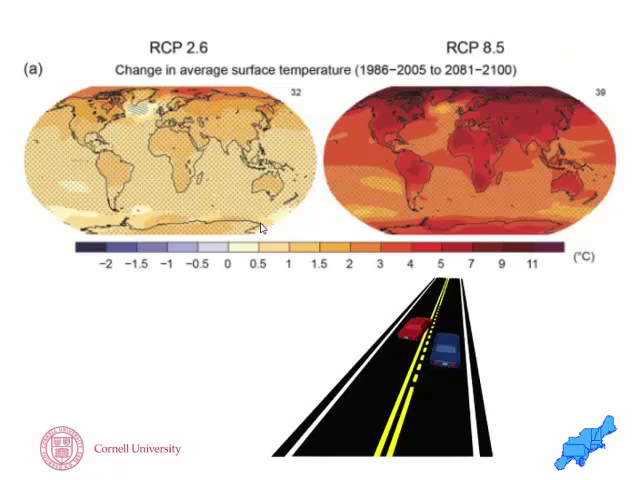 RCP 2.6
RCP 8.5
(a)
Change in average surface temperature (1986−2005 to 2081−2100)
32
39
−2 −1.5 −1 −0.5 0 0.5 1 1.5 2 3 4 5 7 9 11
(°C)
Cornell University